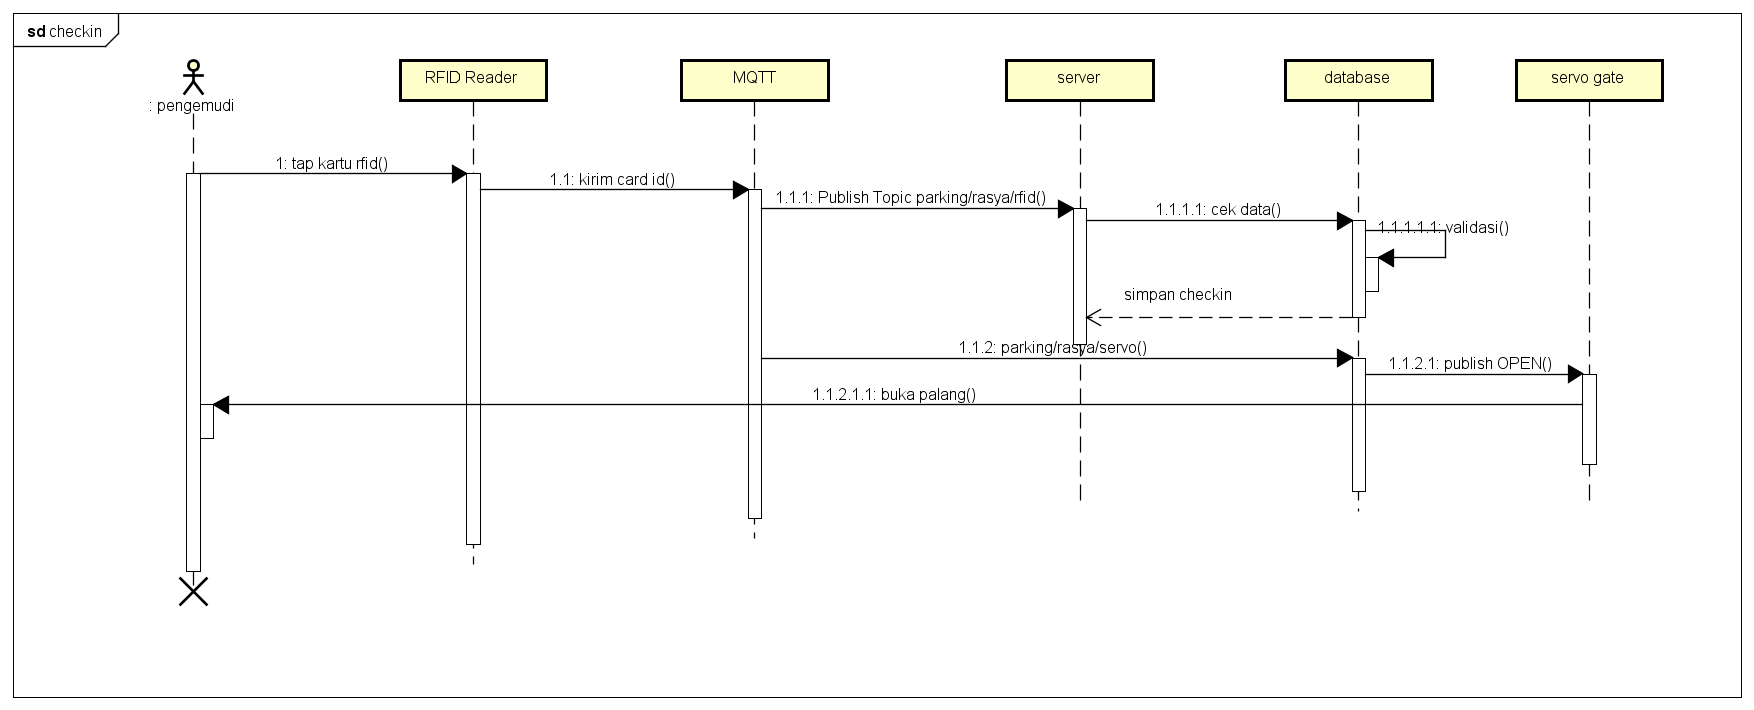 sd checkin
: pengemudi
RFID Reader
MQTT
server
database
servo gate
1: tap kartu rfid()
1.1: kirim card id()
1.1.1: Publish Topic parking/rasya/rfid()
1.1.1.1: cek data()
1.1.1.1.1: validasi()
simpan checkin
1.1.2: parking/rasya/servo()
1.1.2.1: publish OPEN()
1.1.2.1.1: buka palang()